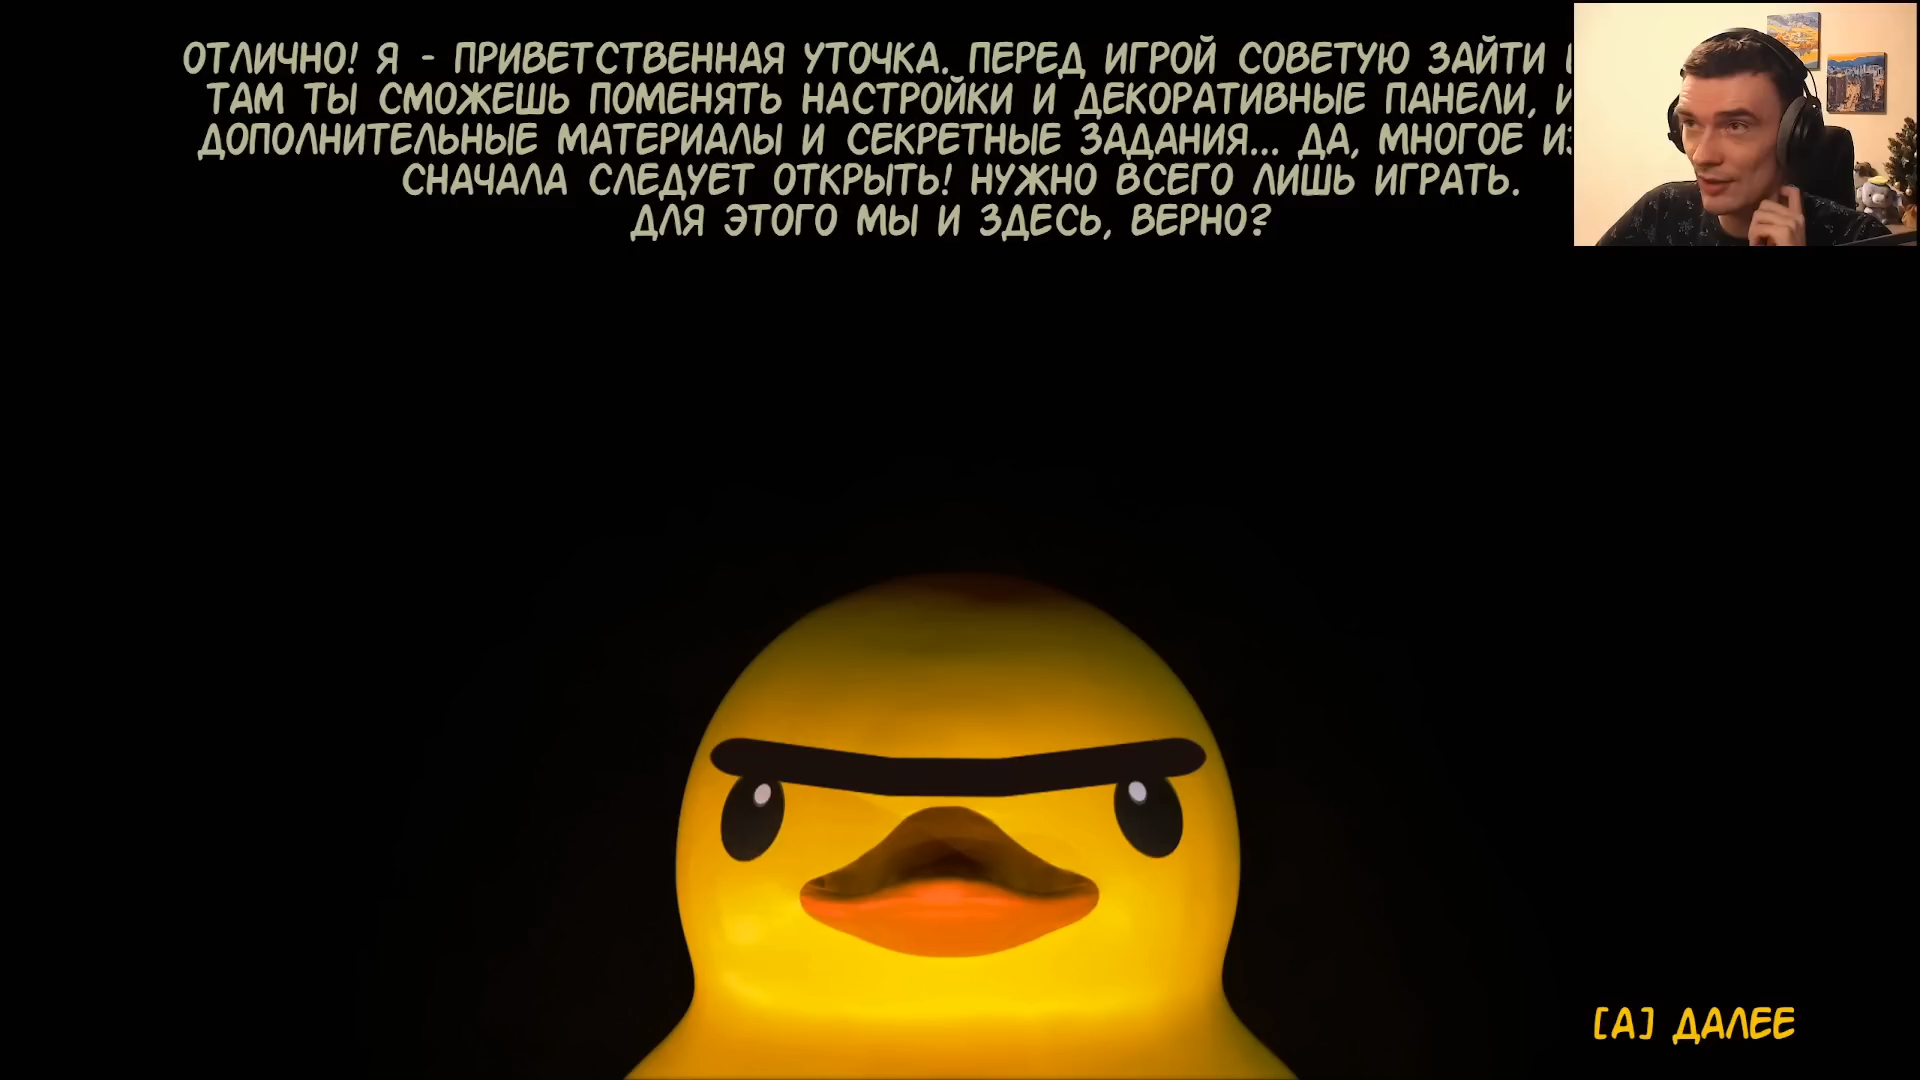 ОТЛИЧНО! Я - ПРИВЕТСТВЕННАЯ УТОЧКА. ПЕРЕД ИГРОЙ СОВЕТУЮ ЗАЙТИ
ТАМ ТЫ СМОЖЕШЬ ПОМЕНЯТЬ НАСТРОЙКИ И ДЕКОРАТИВНЫЕ ПАНЕЛИ,
ДОПОЛНИТЕЛЬНЫЕ МАТЕРИАЛЫ И СЕКРЕТНЫЕ ЗАДАНИЯ... ДА, МНОГОЕ ИЗ
СНАЧАЛА СЛЕДУЕТ ОТКРЫТЬ! НУЖНО ВСЕГО ЛИШЬ ИГРАТЬ.
ДЛЯ ЭТОГО МЫ И ЗДЕСЬ, ВЕРНО?
[A] ДАЛЕЕ